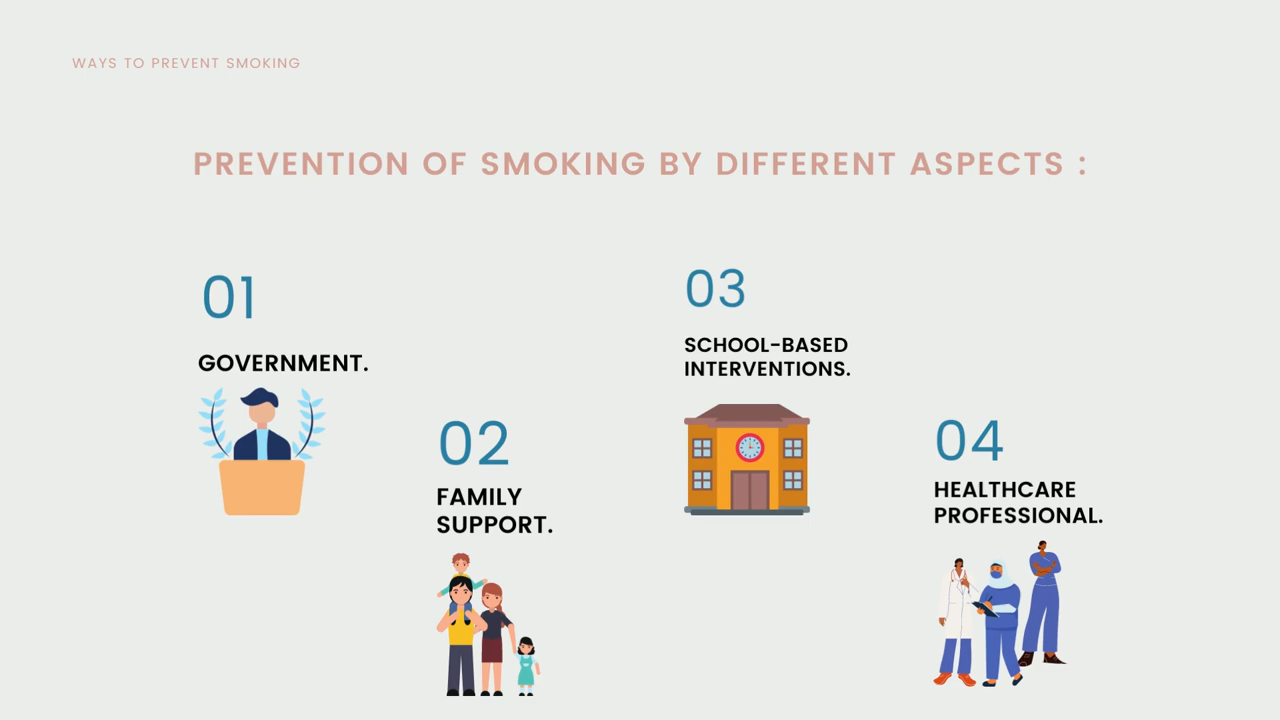 WAYS TO PREVENT SMOKING
PREVENTION OF SMOKING BY DIFFERENT ASPECTS :
01
GOVERNMENT.
02
FAMILY
SUPPORT.
03
SCHOOL-BASED
INTERVENTIONS.
04
HEALTHCARE
PROFESSIONAL.